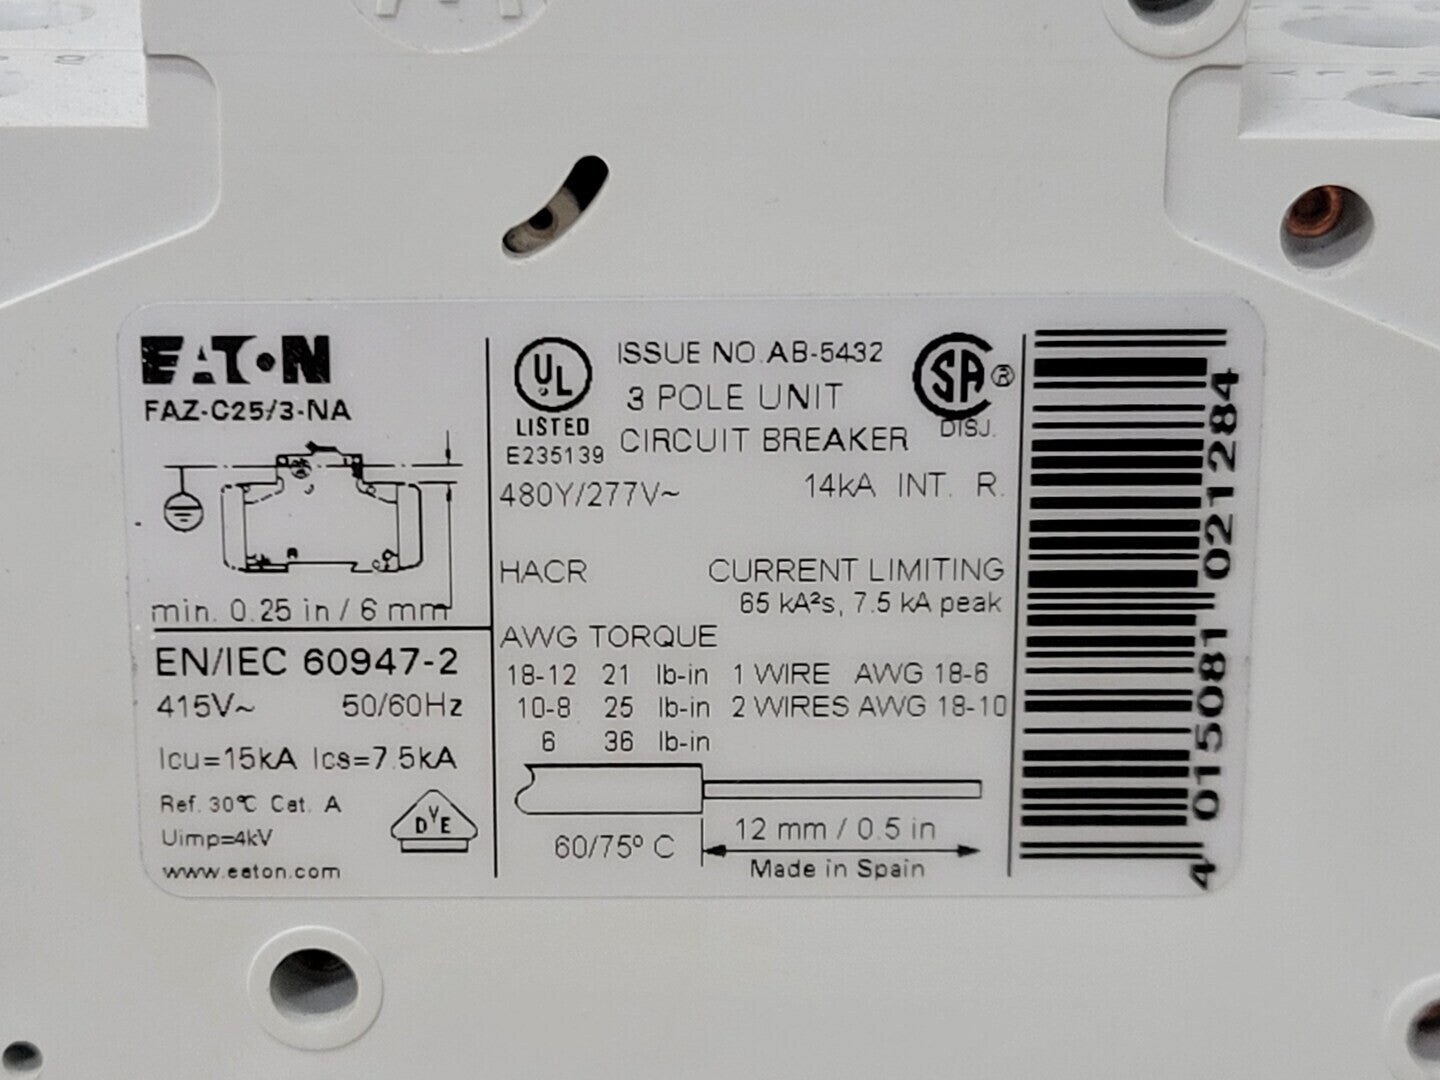 EATON
FAZ-C25/3-NA
min. 0.25 in / 6 mm
EN/IEC 60947-2
415V~ 50/60Hz
Icu=15kA Ics=7.5kA
Ref. 30°C Cat. A
Uimp=4kV
www.eaton.com
DVE
UL
LISTED
E235139
ISSUE NO. AB-5432
3 POLE UNIT
CIRCUIT BREAKER
SA ®
DISJ.
480Y/277V~ 14kA INT. R.
HACR CURRENT LIMITING
65 kA²s, 7.5 kA peak
AWG TORQUE
18-12 21 lb-in 1 WIRE AWG 18-6
10-8 25 lb-in 2 WIRES AWG 18-10
6 36 lb-in
60/75º C
12 mm / 0.5 in
Made in Spain
4 015081 021284